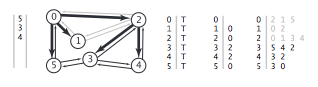 5
3
4
0
2
1
3
5
4
0 T
1 T
2 T
3 T
4 T
5 T
0
1 0
2 0
3 2
4 2
5 0
0 2 1 5
1 0 2
2 0 1 3 4
3 5 4 2
4 3 2
5 3 0